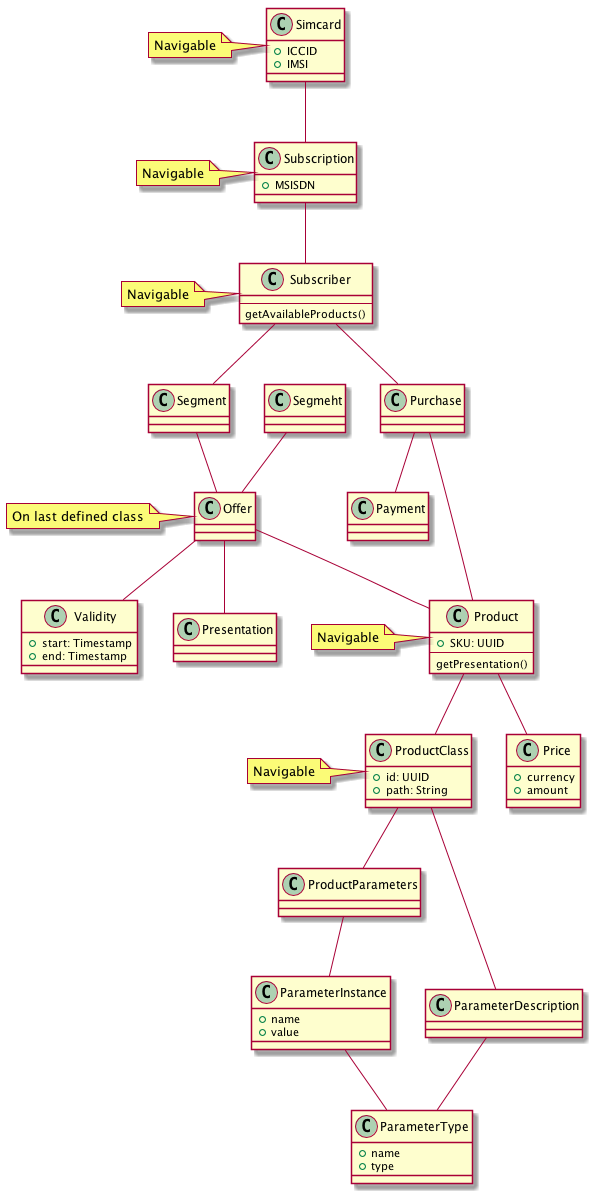 C Simcard
Navigable
ICCID
IMSI
C Subscription
Navigable
MSISDN
C Subscriber
Navigable
getAvailableProducts()
C Segment
C Segmeht
C Purchase
C Offer
On last defined class
C Payment
C Validity
start: Timestamp
end: Timestamp
C Presentation
C Product
Navigable
SKU: UUID
getPresentation()
C ProductClass
Navigable
id: UUID
path: String
C Price
currency
amount
C ProductParameters
C ParameterInstance
name
value
C ParameterDescription
C ParameterType
name
type